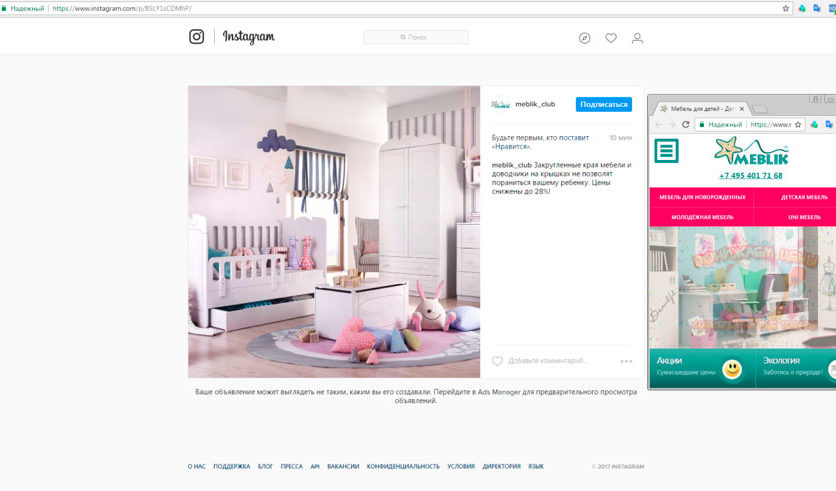 Надежный https://www.instagram.com/p/BSLY1sCDMhP/
Instagram
Поиск
meblik_club
Подписаться
Будьте первым, кто поставит
«Нравится».
10 мин
meblik_club Закругленные края мебели и
доводчики на крышках не позволят
пораниться вашему ребенку. Цены
снижены до 28%!
Добавьте комментарий...
Ваше объявление может выглядеть не таким, каким вы его создавали. Перейдите в Ads Manager для предварительного просмотра
объявлений.
О НАС ПОДДЕРЖКА БЛОГ ПРЕССА API ВАКАНСИИ КОНФИДЕНЦИАЛЬНОСТЬ УСЛОВИЯ ДИРЕКТОРИЯ ЯЗЫК
© 2017 INSTAGRAM
Мебель для детей - Де
Надежный https://www.r
MEBLIK
+7 495 401 71 68
МЕБЕЛЬ ДЛЯ НОВОРОЖДЕННЫХ
ДЕТСКАЯ МЕБЕЛЬ
МОЛОДЁЖНАЯ МЕБЕЛЬ
UNI МЕБЕЛЬ
ПОНИЖАЕМ ЦЕНЫ
Акции
Сумасшедшие цены
Экология
Заботясь о природе!